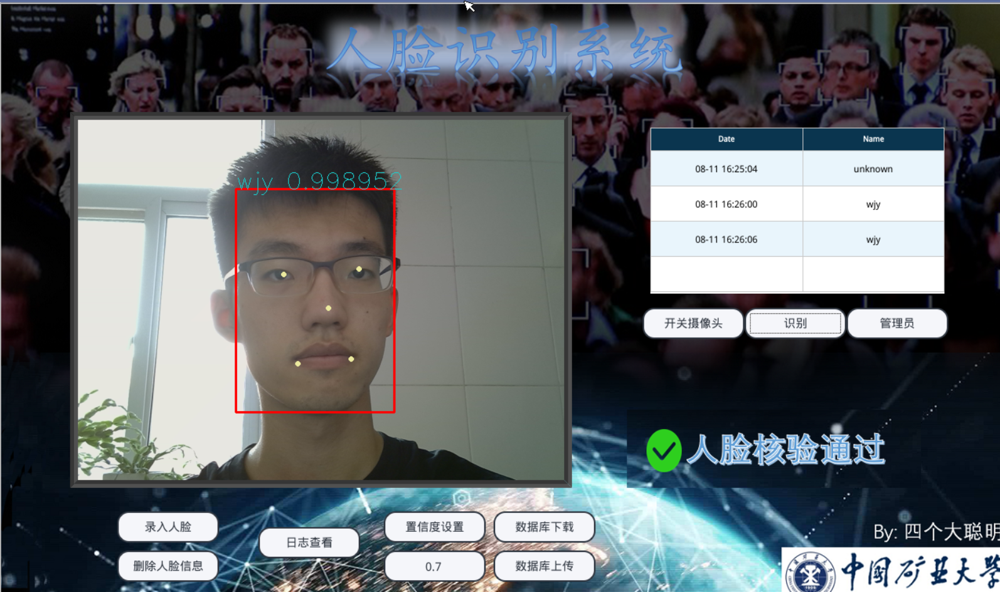 人脸识别系统
wjy 0.998952
Date Name
08-11 16:25:04 unknown
08-11 16:26:00 wjy
08-11 16:26:06 wjy
开关摄像头 识别 管理员
人脸核验通过
录入人脸
删除人脸信息
日志查看
置信度设置
0.7
数据库下载
数据库上传
By: 四个大聪明
中国矿业大学